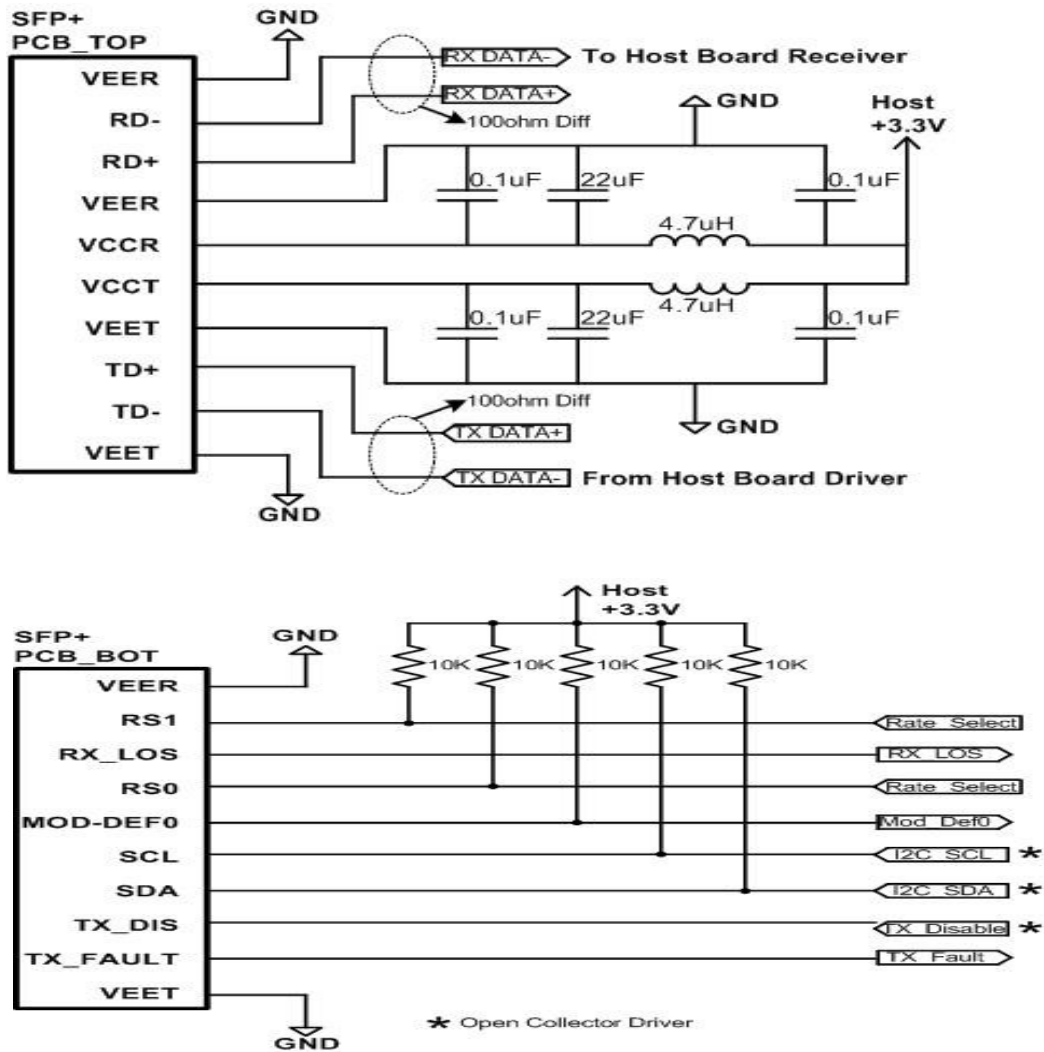 SFP+
PCB_TOP
GND
VEER
RD-
RD+
VEER
VCCR
VCCT
VEET
TD+
TD-
VEET
GND
RX DATA-
To Host Board Receiver
RX DATA+
100ohm Diff
GND
Host
+3.3V
0.1uF
22uF
0.1uF
4.7uH
4.7uH
0.1uF
22uF
0.1uF
100ohm Diff
TX DATA+
GND
TX DATA-
From Host Board Driver
SFP+
PCB_BOT
GND
Host
+3.3V
10K
10K
10K
10K
10K
VEER
RS1
Rate Select
RX_LOS
RX LOS
RS0
Rate Select
MOD-DEF0
Mod Def0
SCL
I2C SCL *
SDA
I2C SDA *
TX_DIS
TX Disable *
TX_FAULT
TX Fault
VEET
GND
* Open Collector Driver